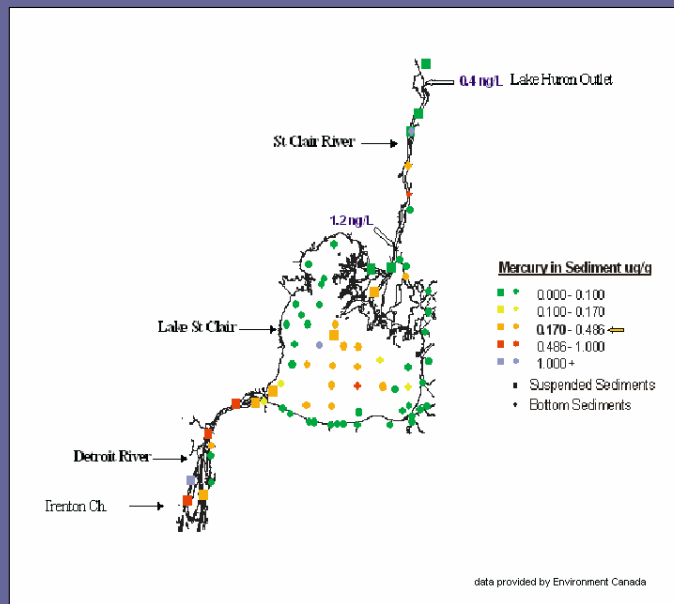 0.4 ng/L Lake Huron Outlet
St Clair River
1.2 ng/L
Mercury in Sediment ug/g
0.000 - 0.100
0.100 - 0.170
0.170 - 0.486
0.486 - 1.000
1.000 +
Suspended Sediments
Bottom Sediments
Lake St Clair
Detroit River
Trenton Ch.
data provided by Environment Canada